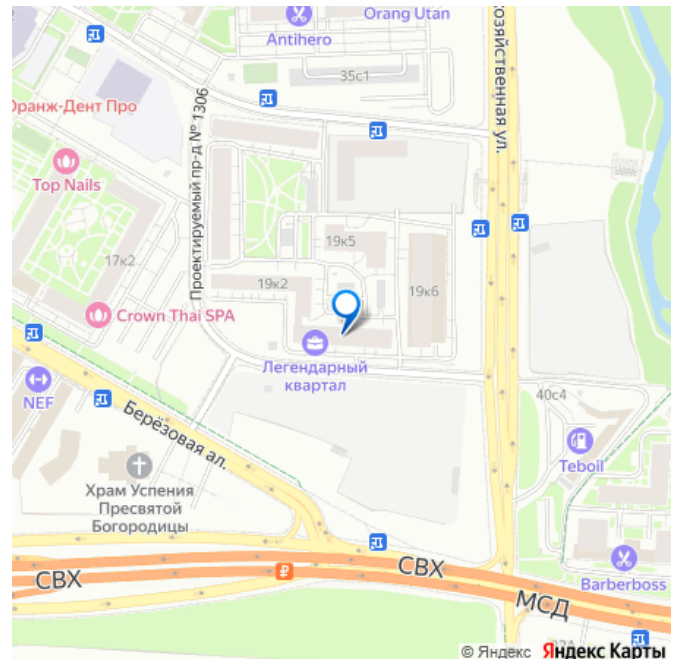 Orang Utan
Antihero
35с1
хозяйственная ул.
Оранж-Дент Про
Проектируемый пр-д № 1306
Top Nails
17к2
19к5
19к2
19к6
Crown Thai SPA
Легендарный
квартал
NEF
Берёзовая ал.
40с4
Teboil
Храм Успения
Пресвятой
Богородицы
СВХ
СВХ
МСД
Barberboss
© Яндекс Яндекс Карты